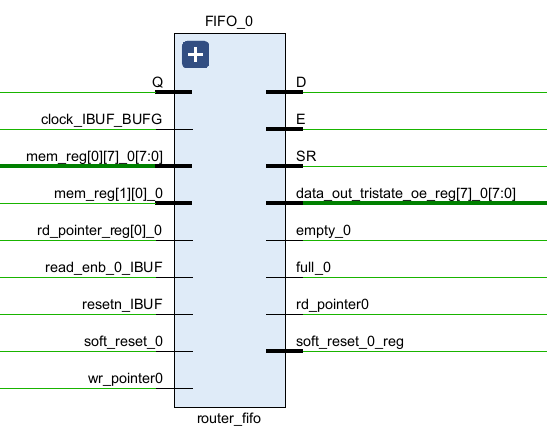 FIFO_0
Q
D
clock_IBUF_BUFG
E
mem_reg[0][7]_0[7:0]
SR
mem_reg[1][0]_0
data_out_tristate_oe_reg[7]_0[7:0]
rd_pointer_reg[0]_0
empty_0
read_enb_0_IBUF
full_0
resetn_IBUF
rd_pointer0
soft_reset_0
soft_reset_0_reg
wr_pointer0
router_fifo